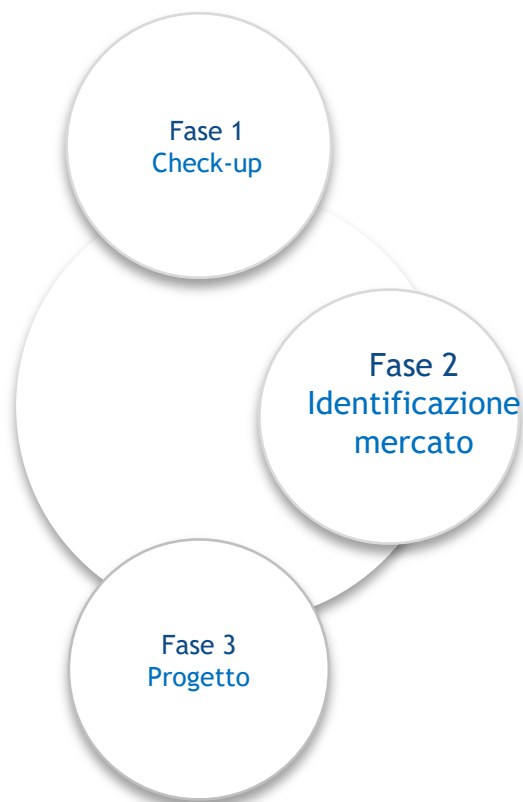 Fase 1
Check-up
Fase 2
Identificazione
mercato
Fase 3
Progetto